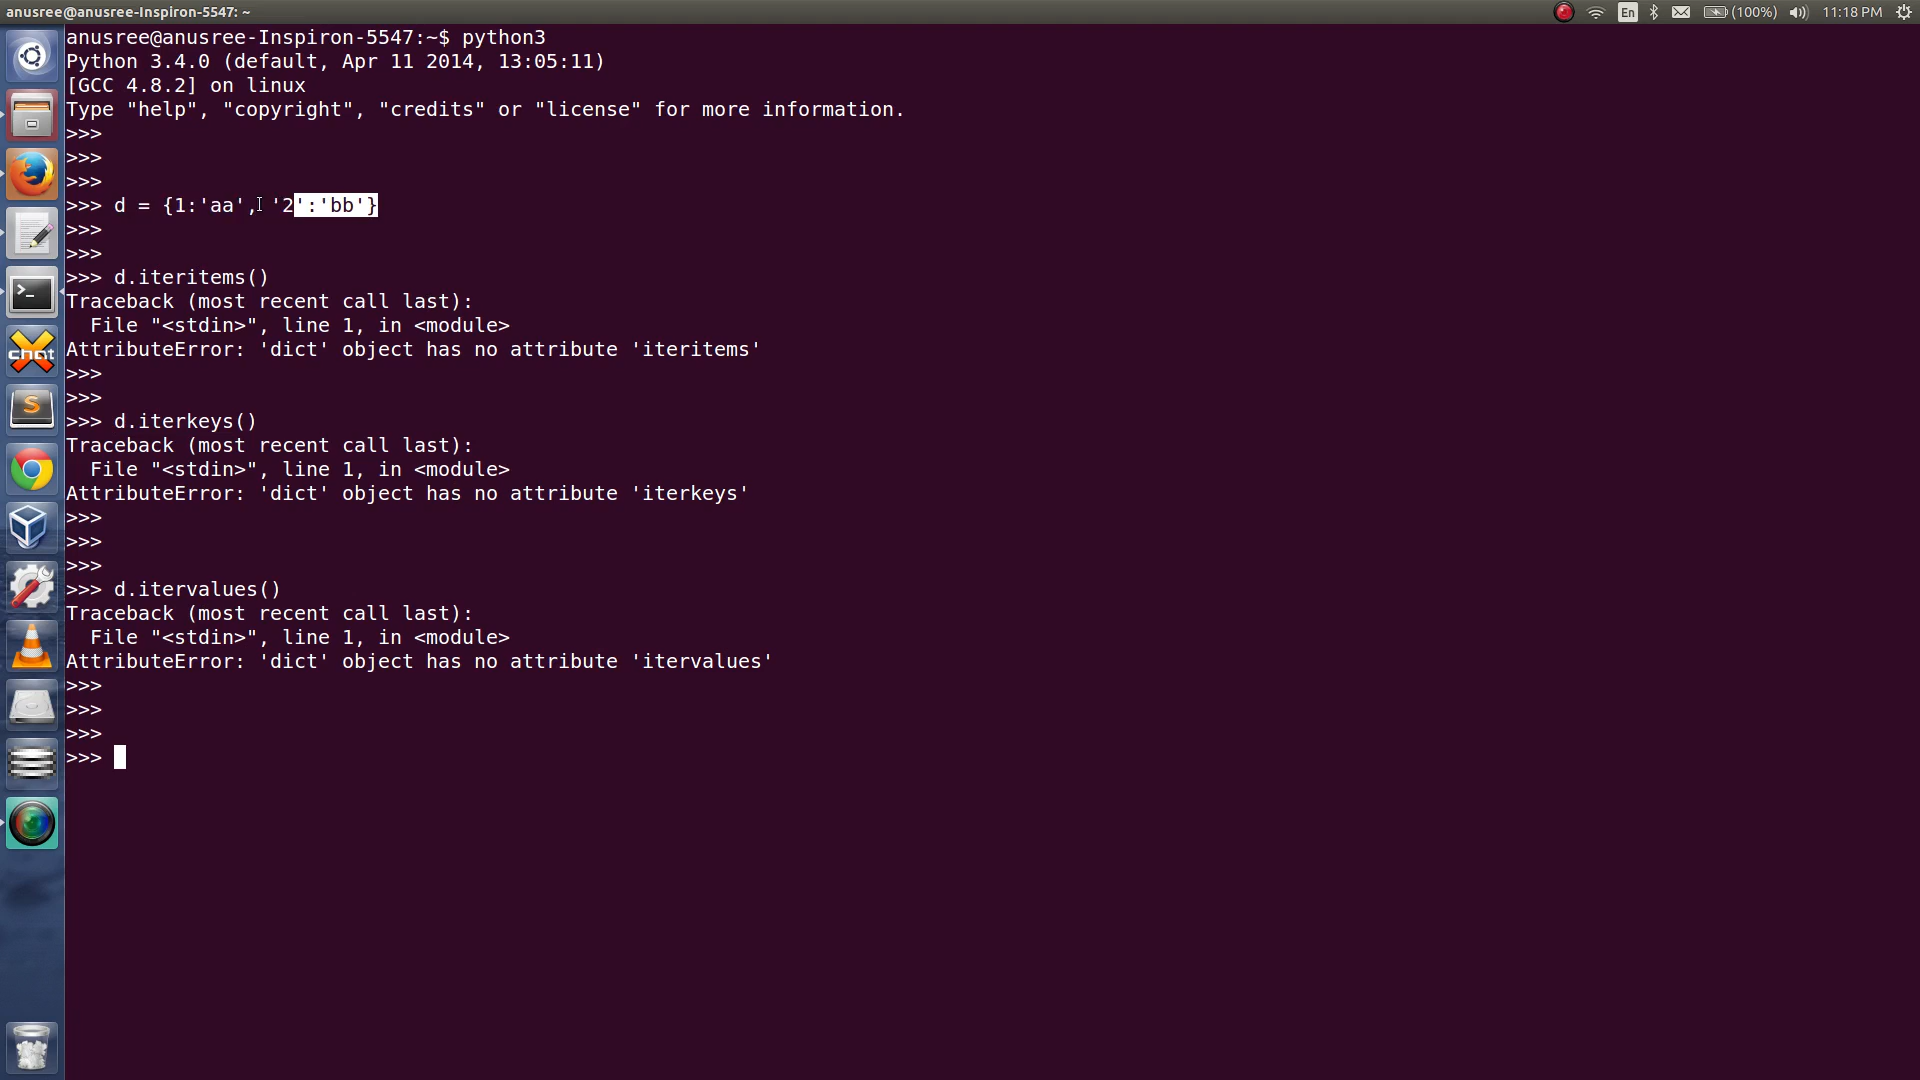 anusree@anusree-Inspiron-5547: ~
En
(100%)
11:18 PM
anusree@anusree-Inspiron-5547:~$ python3
Python 3.4.0 (default, Apr 11 2014, 13:05:11)
[GCC 4.8.2] on linux
Type "help", "copyright", "credits" or "license" for more information.
>>>
>>>
>>>
>>> d = {1:'aa', '2':'bb'}
>>>
>>>
>>> d.iteritems()
Traceback (most recent call last):
  File "<stdin>", line 1, in <module>
AttributeError: 'dict' object has no attribute 'iteritems'
>>>
>>>
>>> d.iterkeys()
Traceback (most recent call last):
  File "<stdin>", line 1, in <module>
AttributeError: 'dict' object has no attribute 'iterkeys'
>>>
>>>
>>>
>>> d.itervalues()
Traceback (most recent call last):
  File "<stdin>", line 1, in <module>
AttributeError: 'dict' object has no attribute 'itervalues'
>>>
>>>
>>>
>>>
>_
chat
S